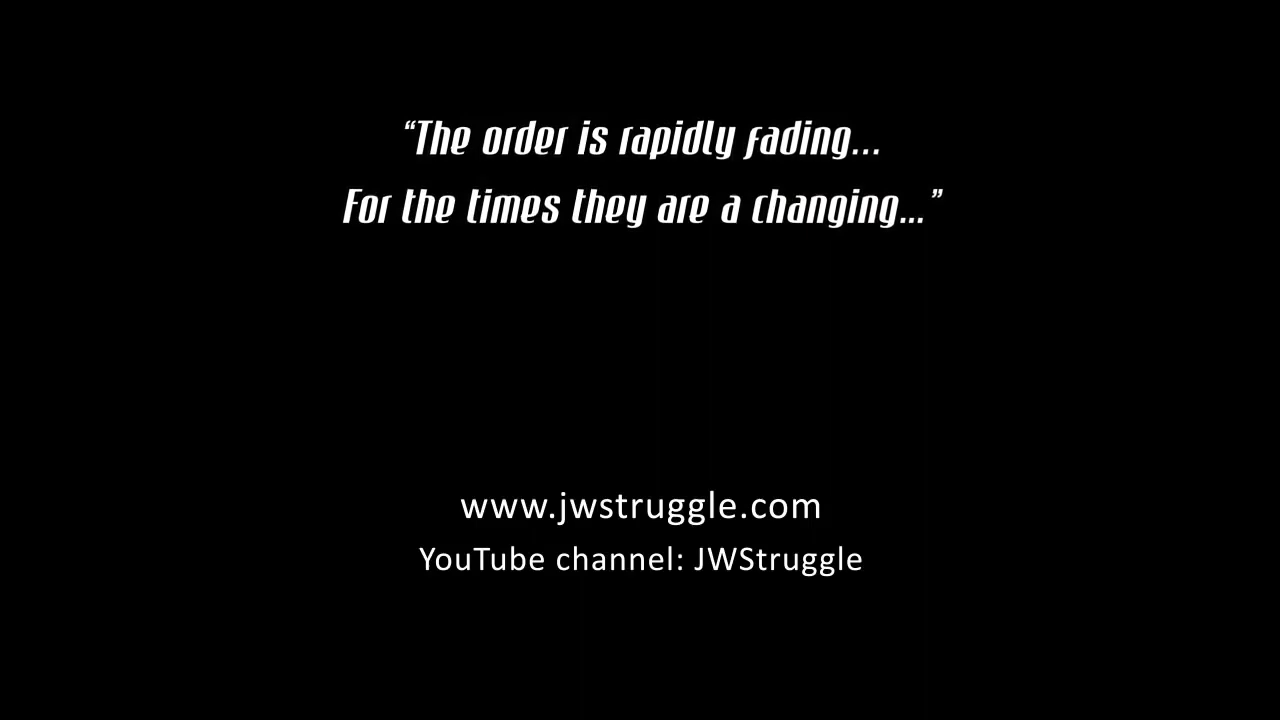 “The order is rapidly fading...
For the times they are a changing...”
www.jwstruggle.com
YouTube channel: JWStruggle